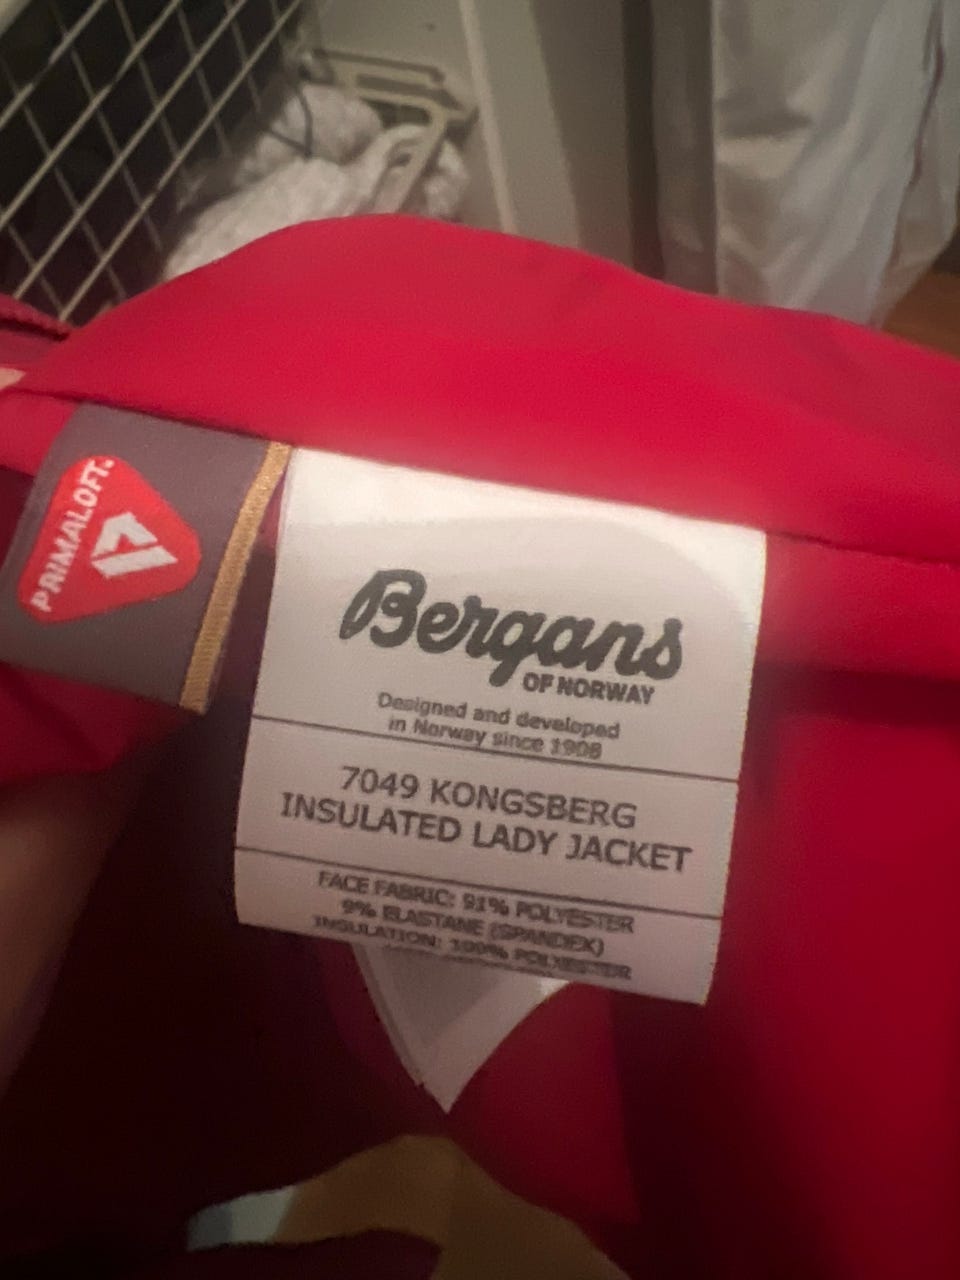 PRIMALOFT
Bergans
OF NORWAY
Designed and developed
in Norway since 1908
7049 KONGSBERG
INSULATED LADY JACKET
FACE FABRIC: 91% POLYESTER
9% ELASTANE (SPANDEX)
INSULATION: 100% POLYESTER